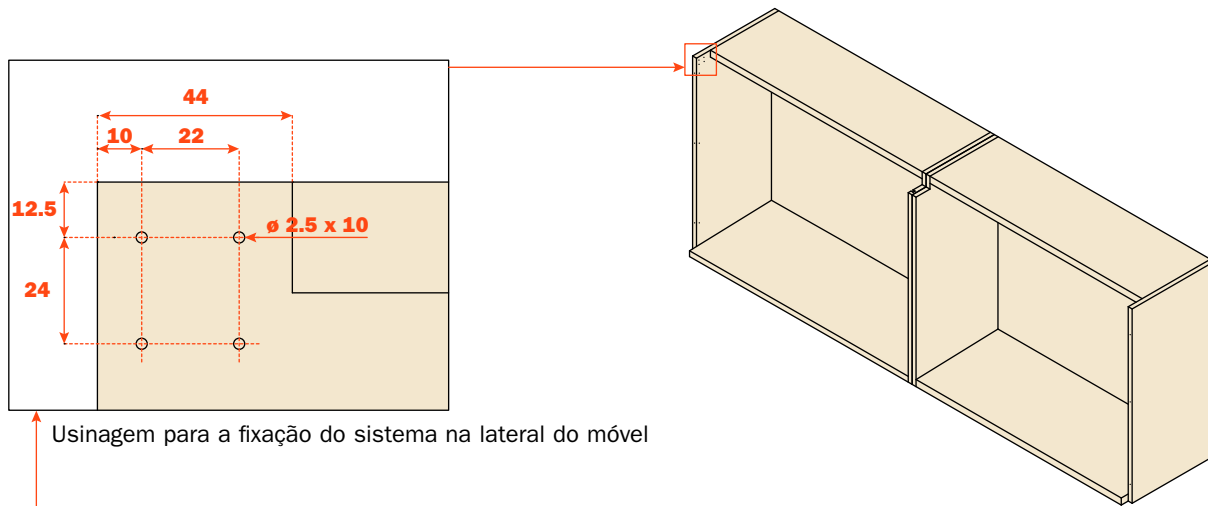 44
10
22
12.5
ø 2.5 x 10
24
Usinagem para a fixação do sistema na lateral do móvel